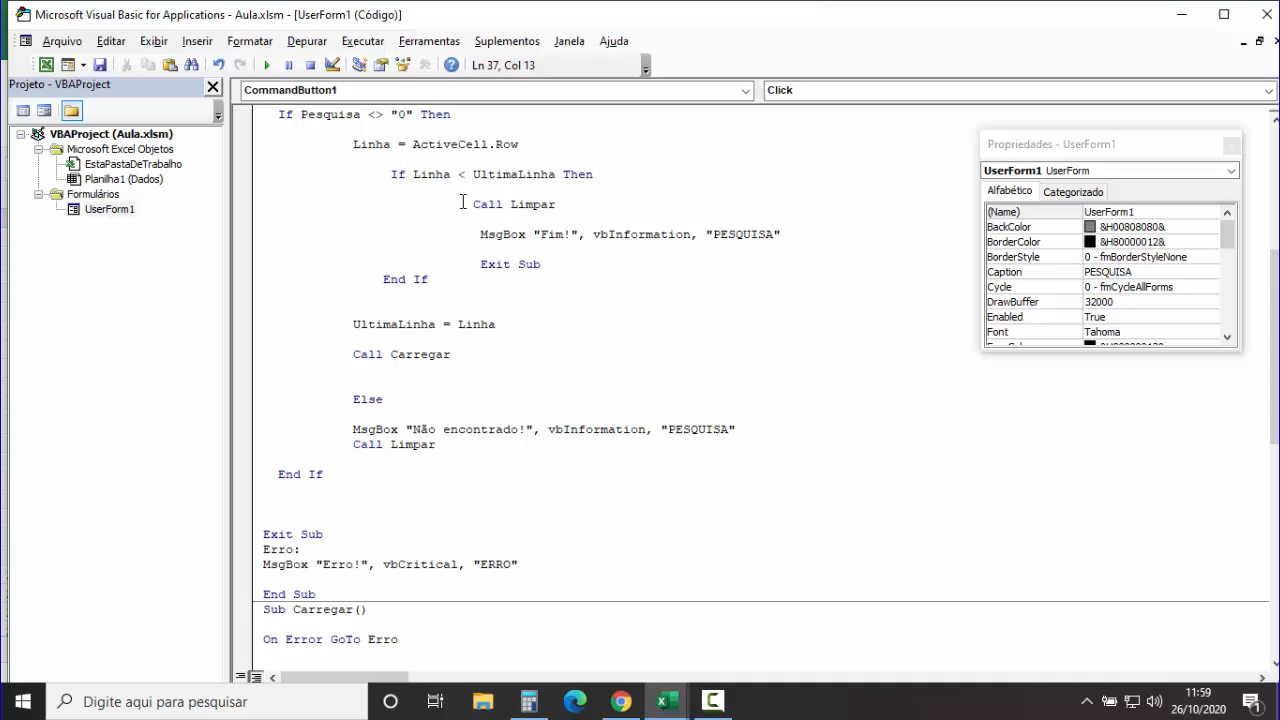 Microsoft Visual Basic for Applications - Aula.xlsm - [UserForm1 (Código)]
Arquivo Editar Exibir Inserir Formatar Depurar Executar Ferramentas Suplementos Janela Ajuda
Ln 37, Col 13
Projeto - VBAProject
VBAProject (Aula.xlsm)
Microsoft Excel Objetos
EstaPastaDeTrabalho
Planilha1 (Dados)
Formulários
UserForm1
CommandButton1
Click
If Pesquisa <> "0" Then
Linha = ActiveCell.Row
If Linha < UltimaLinha Then
Call Limpar
MsgBox "Fim!", vbInformation, "PESQUISA"
Exit Sub
End If
UltimaLinha = Linha
Call Carregar
Else
MsgBox "Não encontrado!", vbInformation, "PESQUISA"
Call Limpar
End If
Exit Sub
Erro:
MsgBox "Erro!", vbCritical, "ERRO"
End Sub
Sub Carregar()
On Error GoTo Erro
Propriedades - UserForm1
UserForm1 UserForm
Alfabético Categorizado
(Name) UserForm1
BackColor &H00808080&
BorderColor &H80000012&
BorderStyle 0 - fmBorderStyleNone
Caption PESQUISA
Cycle 0 - fmCycleAllForms
DrawBuffer 32000
Enabled True
Font Tahoma
Digite aqui para pesquisar
11:59
26/10/2020
1